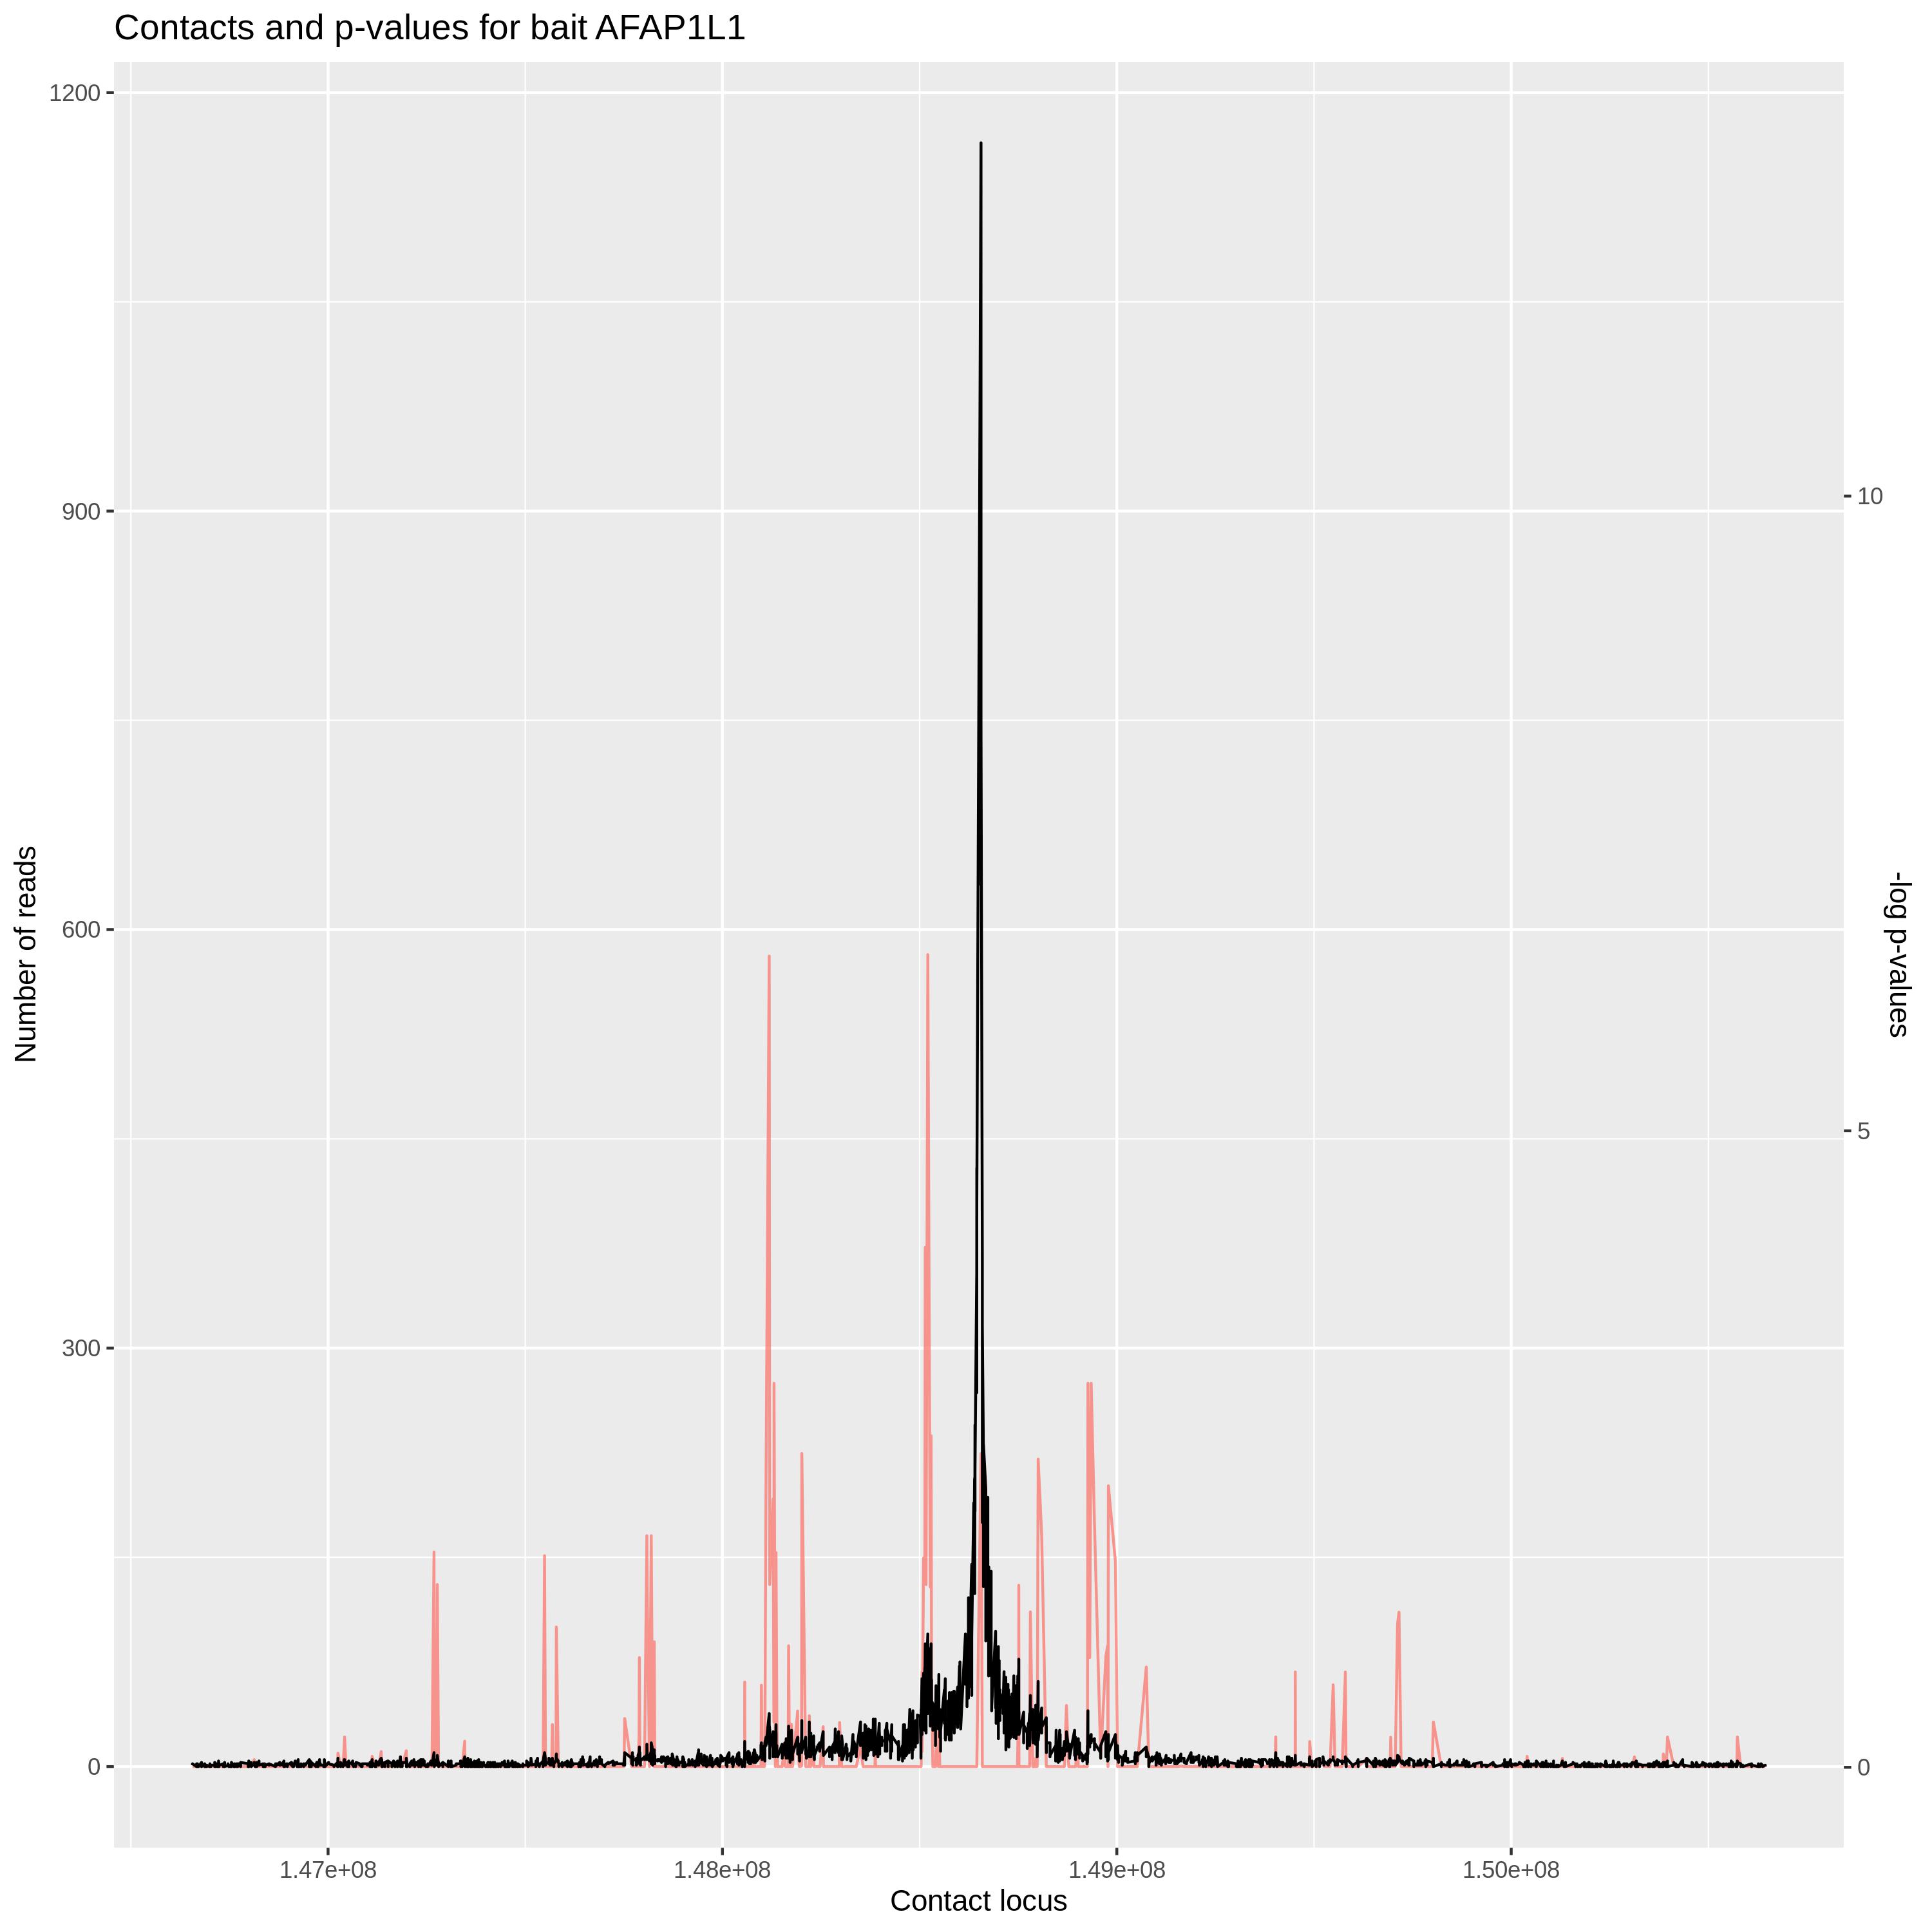 Contacts and p-values for bait AFAP1L1
1200
900
600
300
0
Number of reads
10
5
0
-log p-values
1.47e+08
1.48e+08
1.49e+08
1.50e+08
Contact locus